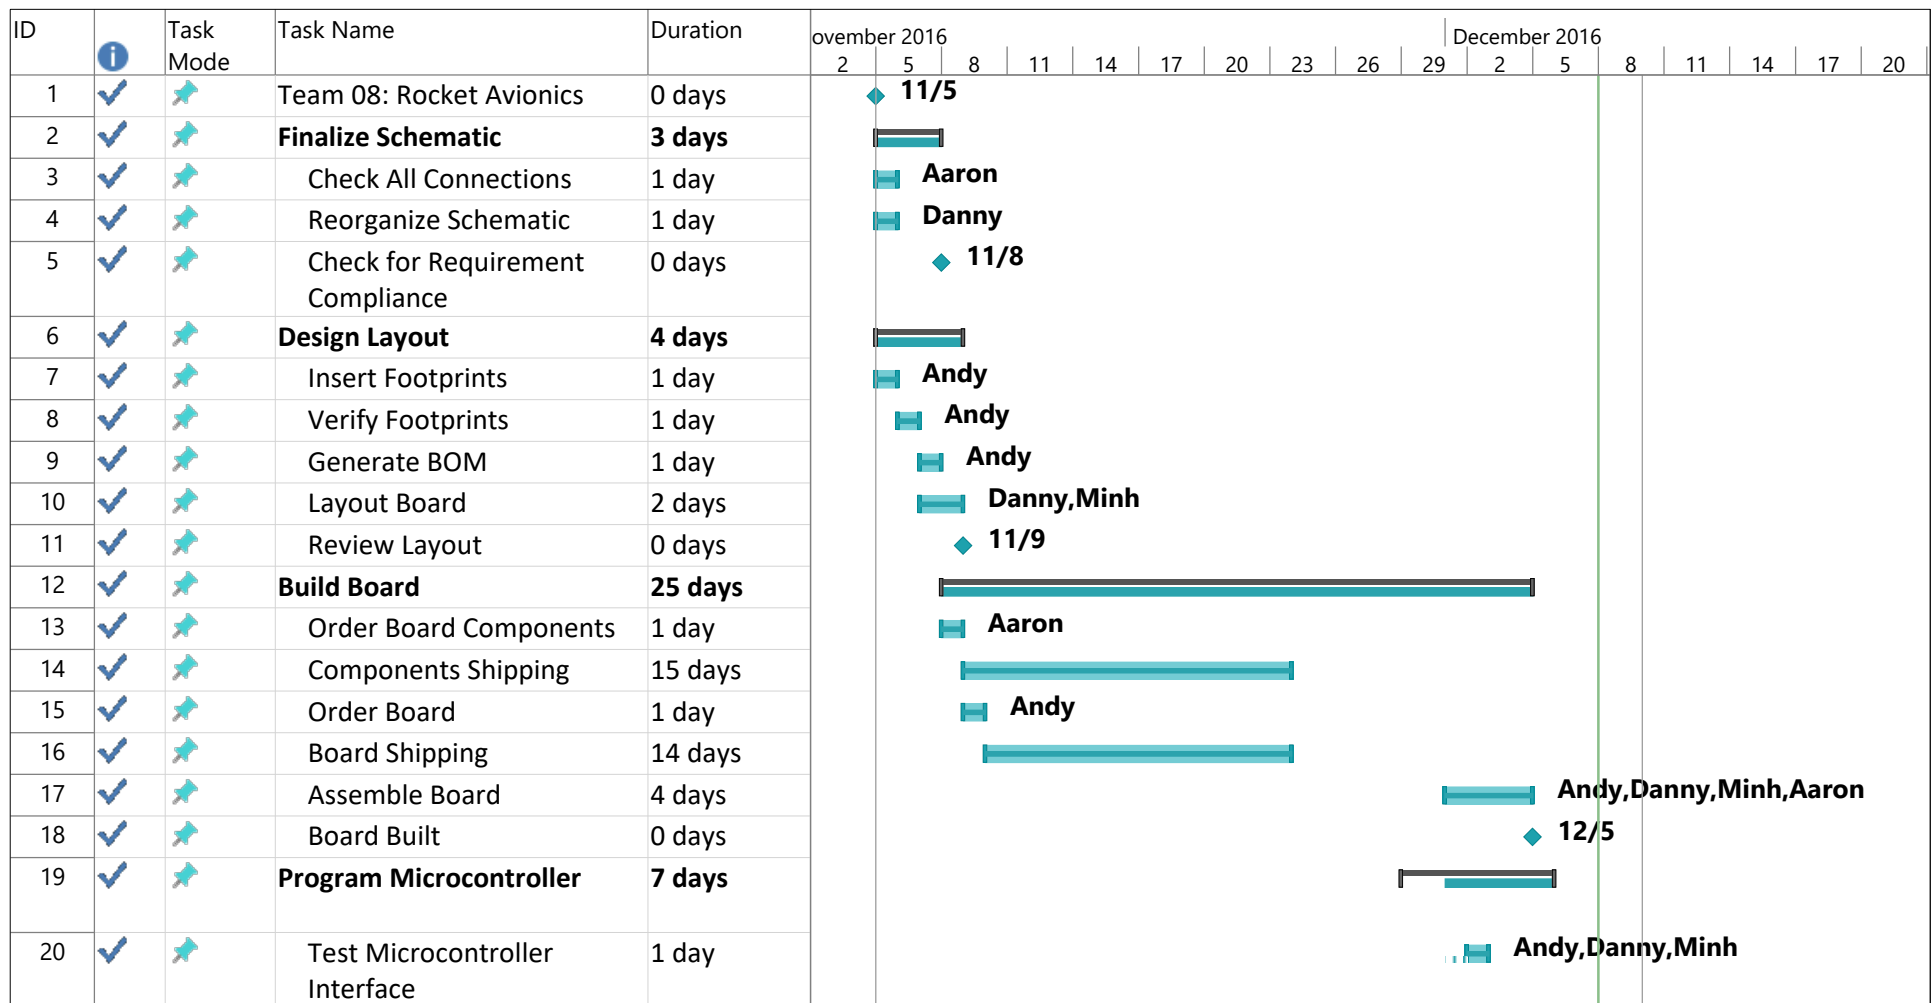 ID Task Mode Task Name Duration
ovember 2016 December 2016
2 5 8 11 14 17 20 23 26 29 2 5 8 11 14 17 20
1 Team 08: Rocket Avionics 0 days 11/5
2 Finalize Schematic 3 days
3 Check All Connections 1 day Aaron
4 Reorganize Schematic 1 day Danny
5 Check for Requirement Compliance 0 days 11/8
6 Design Layout 4 days
7 Insert Footprints 1 day Andy
8 Verify Footprints 1 day Andy
9 Generate BOM 1 day Andy
10 Layout Board 2 days Danny,Minh
11 Review Layout 0 days 11/9
12 Build Board 25 days
13 Order Board Components 1 day Aaron
14 Components Shipping 15 days
15 Order Board 1 day Andy
16 Board Shipping 14 days
17 Assemble Board 4 days Andy,Danny,Minh,Aaron
18 Board Built 0 days 12/5
19 Program Microcontroller 7 days
20 Test Microcontroller Interface 1 day Andy,Danny,Minh